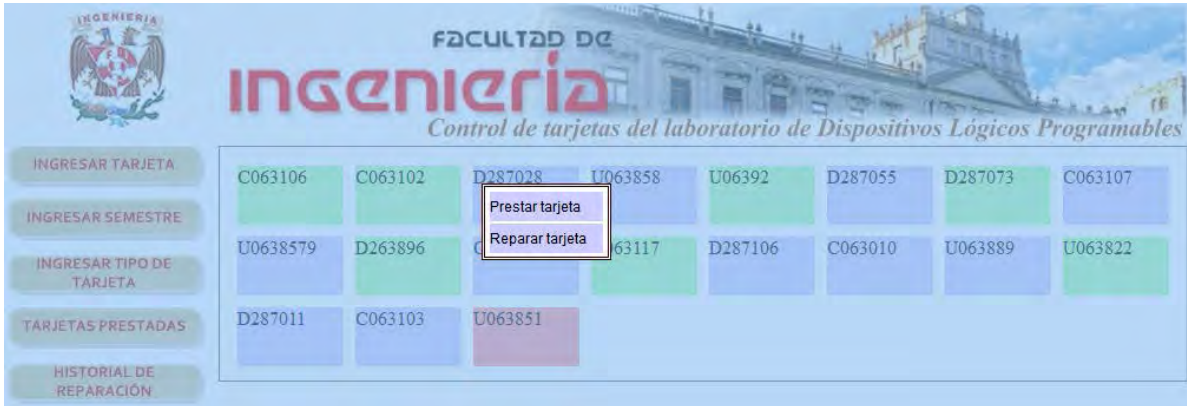 INGENIERIA
FACULTAD DE
INGENIERÍA
Control de tarjetas del laboratorio de Dispositivos Lógicos Programables
INGRESAR TARJETA
INGRESAR SEMESTRE
INGRESAR TIPO DE
TARJETA
TARJETAS PRESTADAS
HISTORIAL DE
REPARACIÓN
C063106 C063102 D287028 U063858 U06392 D287055 D287073 C063107
Prestar tarjeta
Reparar tarjeta
U0638579 D263896 63117 D287106 C063010 U063889 U063822
D287011 C063103 U063851